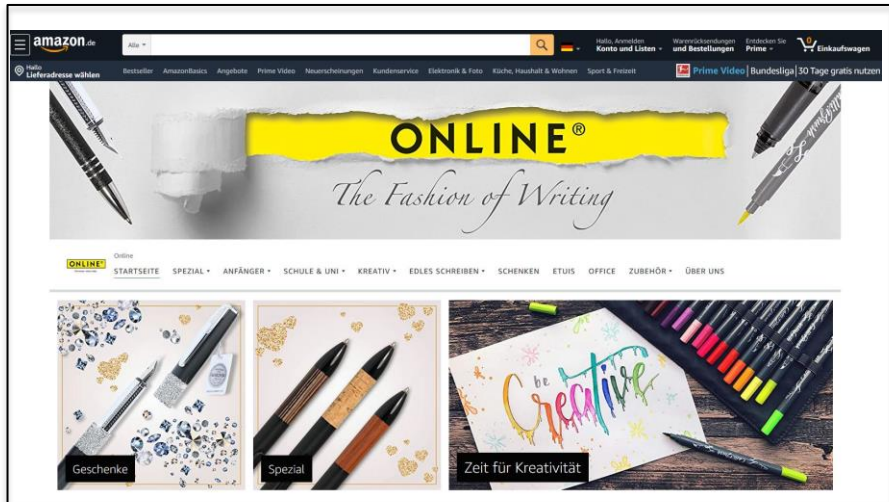 amazon.de
Alle
Hallo, Anmelden
Konto und Listen
Warenrücksendungen
und Bestellungen
Entdecken Sie
Prime
0
Einkaufswagen
Hallo
Lieferadresse wählen
Bestseller AmazonBasics Angebote Prime Video Neuerscheinungen Kundenservice Elektronik & Foto Küche, Haushalt & Wohnen Sport & Freizeit
Prime Video Bundesliga 30 Tage gratis nutzen
ONLINE®
The Fashion of Writing
Online
ONLINE®
STARTSEITE SPEZIAL ANFÄNGER SCHULE & UNI KREATIV EDLES SCHREIBEN SCHENKEN ETUIS OFFICE ZUBEHÖR ÜBER UNS
be
Creative
Geschenke
Spezial
Zeit für Kreativität